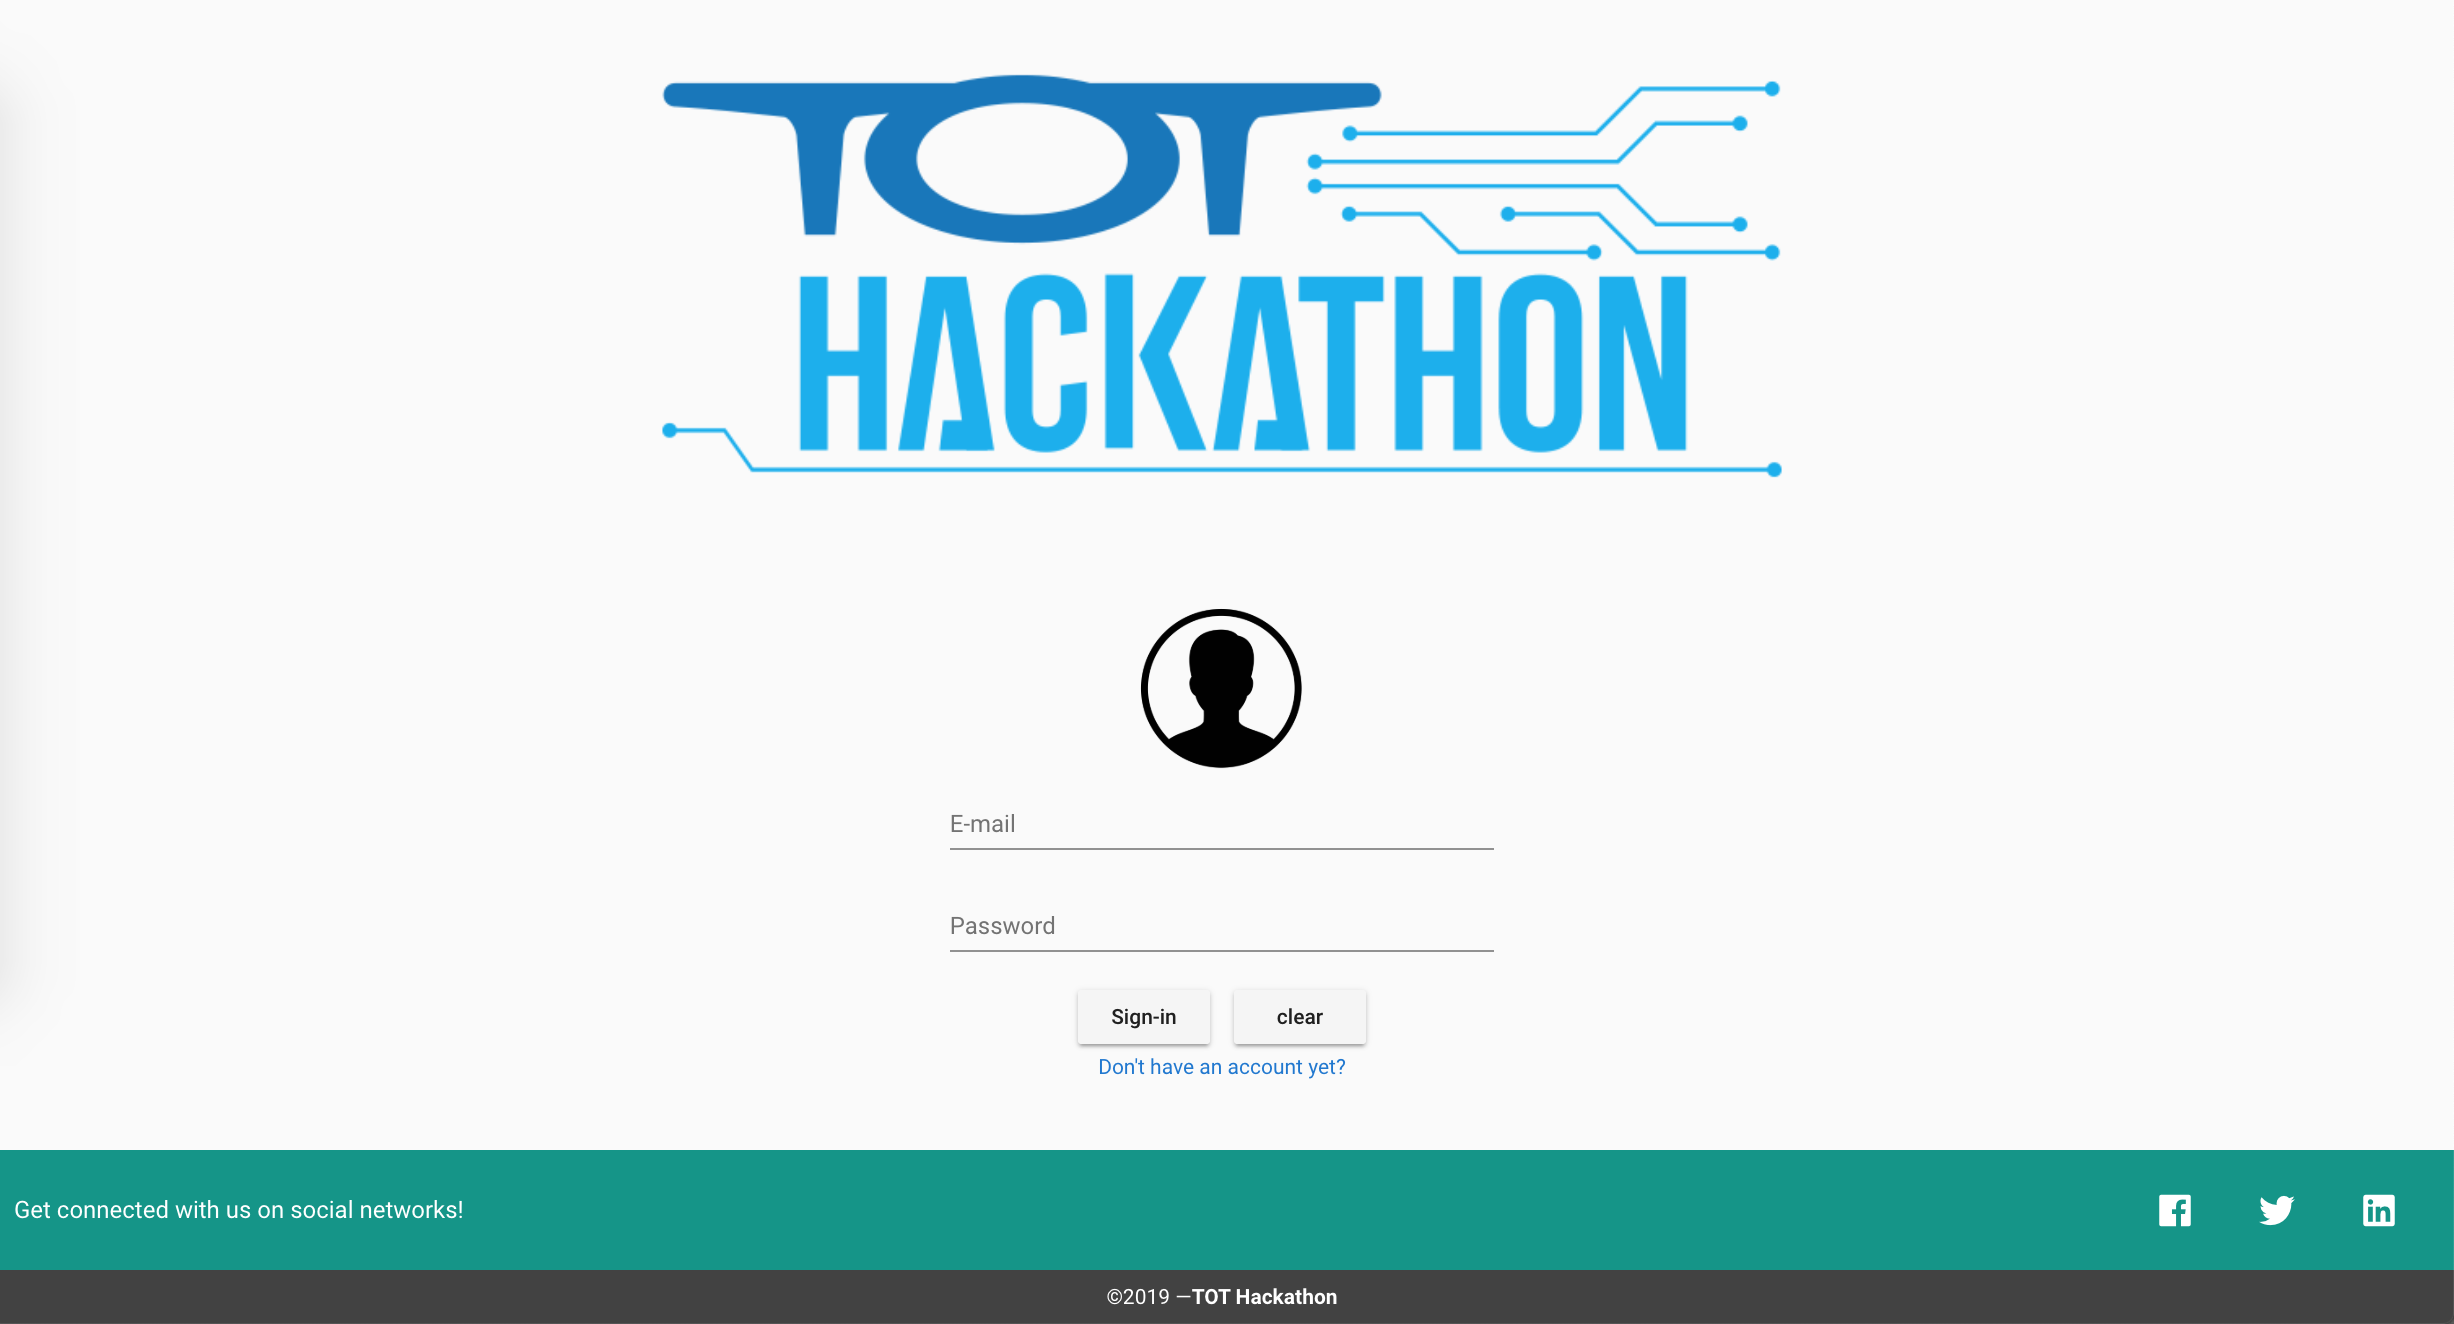 TOT
HACKATHON
E-mail
Password
Sign-in clear
Don't have an account yet?
Get connected with us on social networks!
©2019 —TOT Hackathon